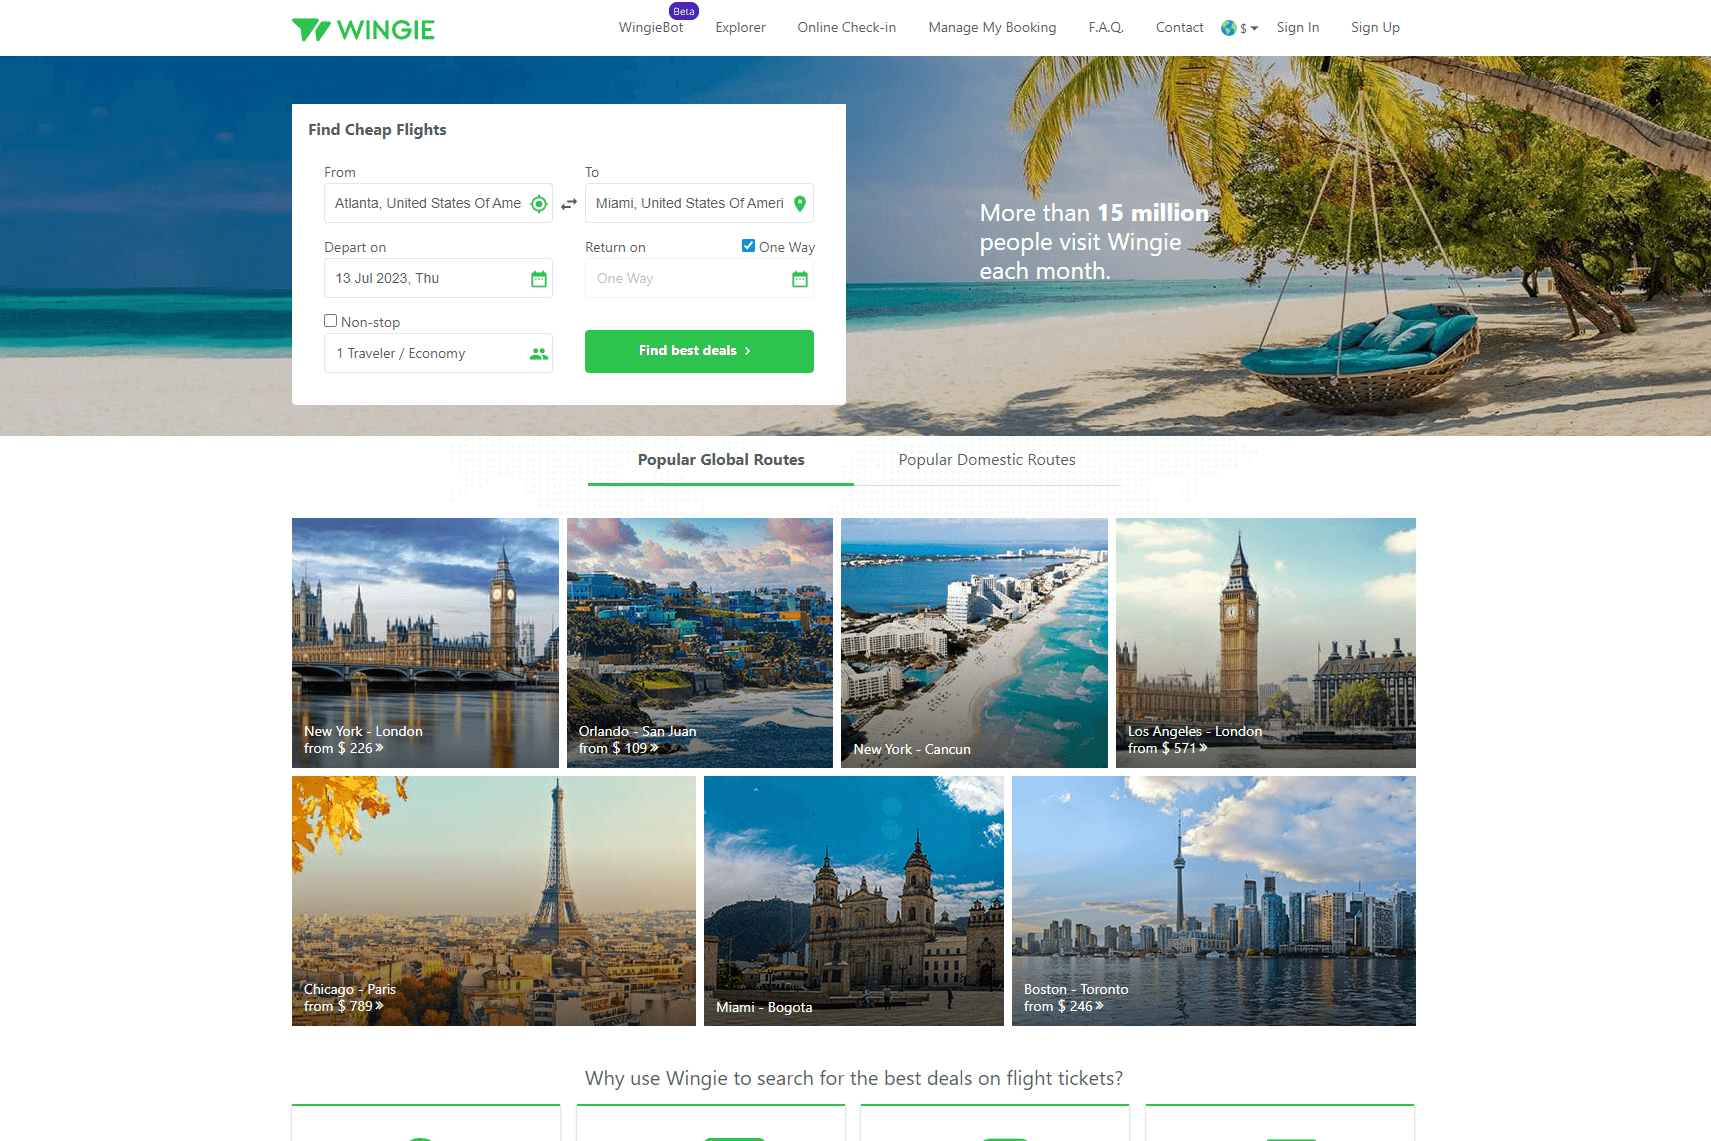 WINGIE
WingieBot
Beta
Explorer
Online Check-in
Manage My Booking
F.A.Q.
Contact
$
Sign In
Sign Up
Find Cheap Flights
From
To
Atlanta, United States Of Ame
Miami, United States Of Ameri
Depart on
Return on
One Way
13 Jul 2023, Thu
One Way
Non-stop
1 Traveler / Economy
Find best deals
More than 15 million
people visit Wingie
each month.
Popular Global Routes
Popular Domestic Routes
New York - London
from $ 226
Orlando - San Juan
from $ 109
New York - Cancun
Los Angeles - London
from $ 571
Chicago - Paris
from $ 789
Miami - Bogota
Boston - Toronto
from $ 246
Why use Wingie to search for the best deals on flight tickets?